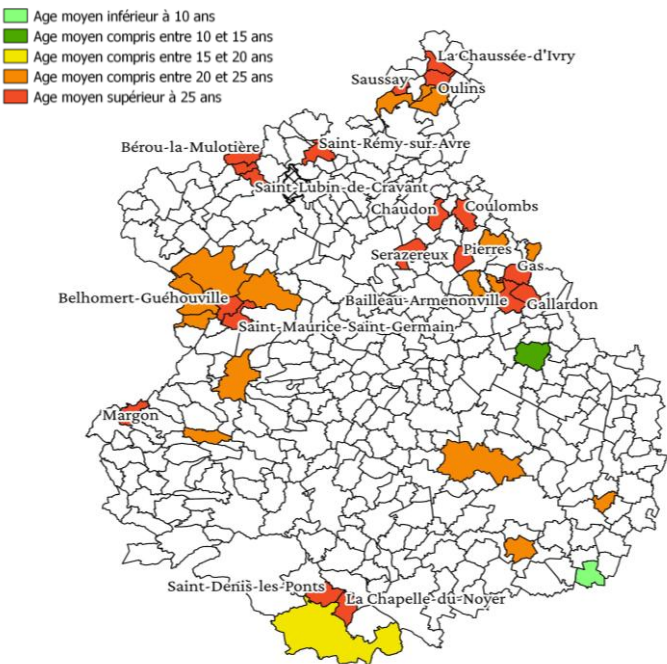 Age moyen inférieur à 10 ans
Age moyen compris entre 10 et 15 ans
Age moyen compris entre 15 et 20 ans
Age moyen compris entre 20 et 25 ans
Age moyen supérieur à 25 ans
La Chaussée-d'Ivry
Saussay
Oulins
Bérou-la-Mulotière
Saint-Rémy-sur-Avre
Saint-Lubin-de-Cravant
Chaudon
Coulombs
Serazereux
Pierres
Gas
Belhomert-Guéhouville
Bailleau-Armenonville
Gallardon
Saint-Maurice-Saint-Germain
Margon
Saint-Denis-les-Ponts
La Chapelle-du-Noyer